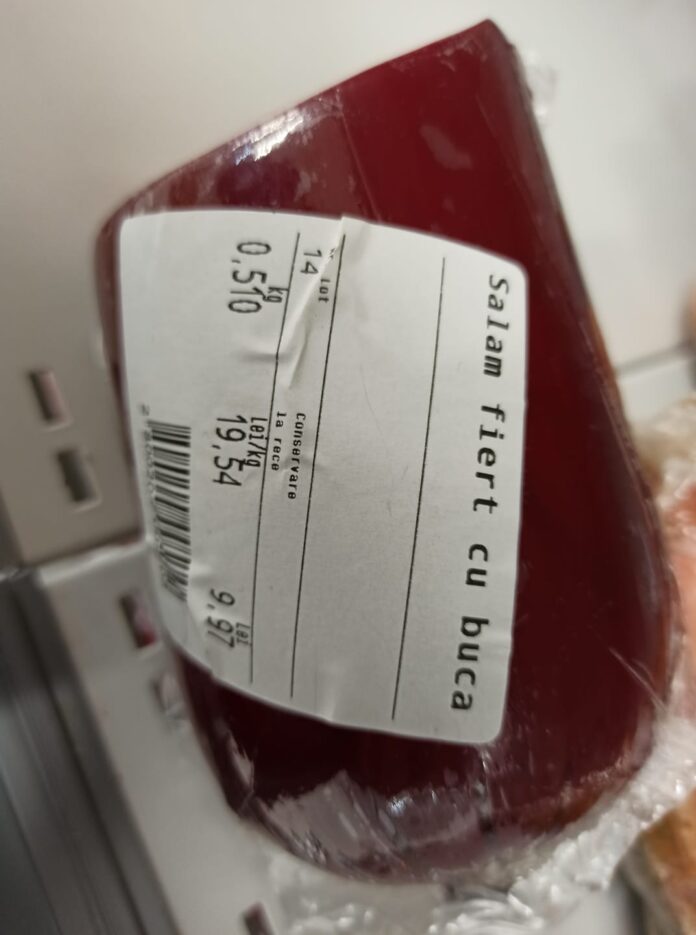 Salam fiert cu buca
Nr Lot
14
Conservare
la rece
kg
0,510
Lei/kg
19,54
Lei
9,97